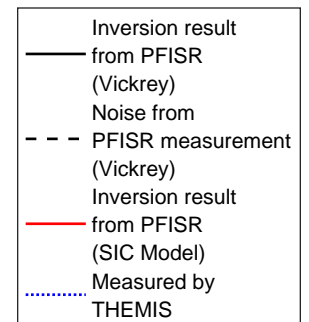 Inversion result
from PFISR
(Vickrey)
Noise from
PFISR measurement
(Vickrey)
Inversion result
from PFISR
(SIC Model)
Measured by
THEMIS